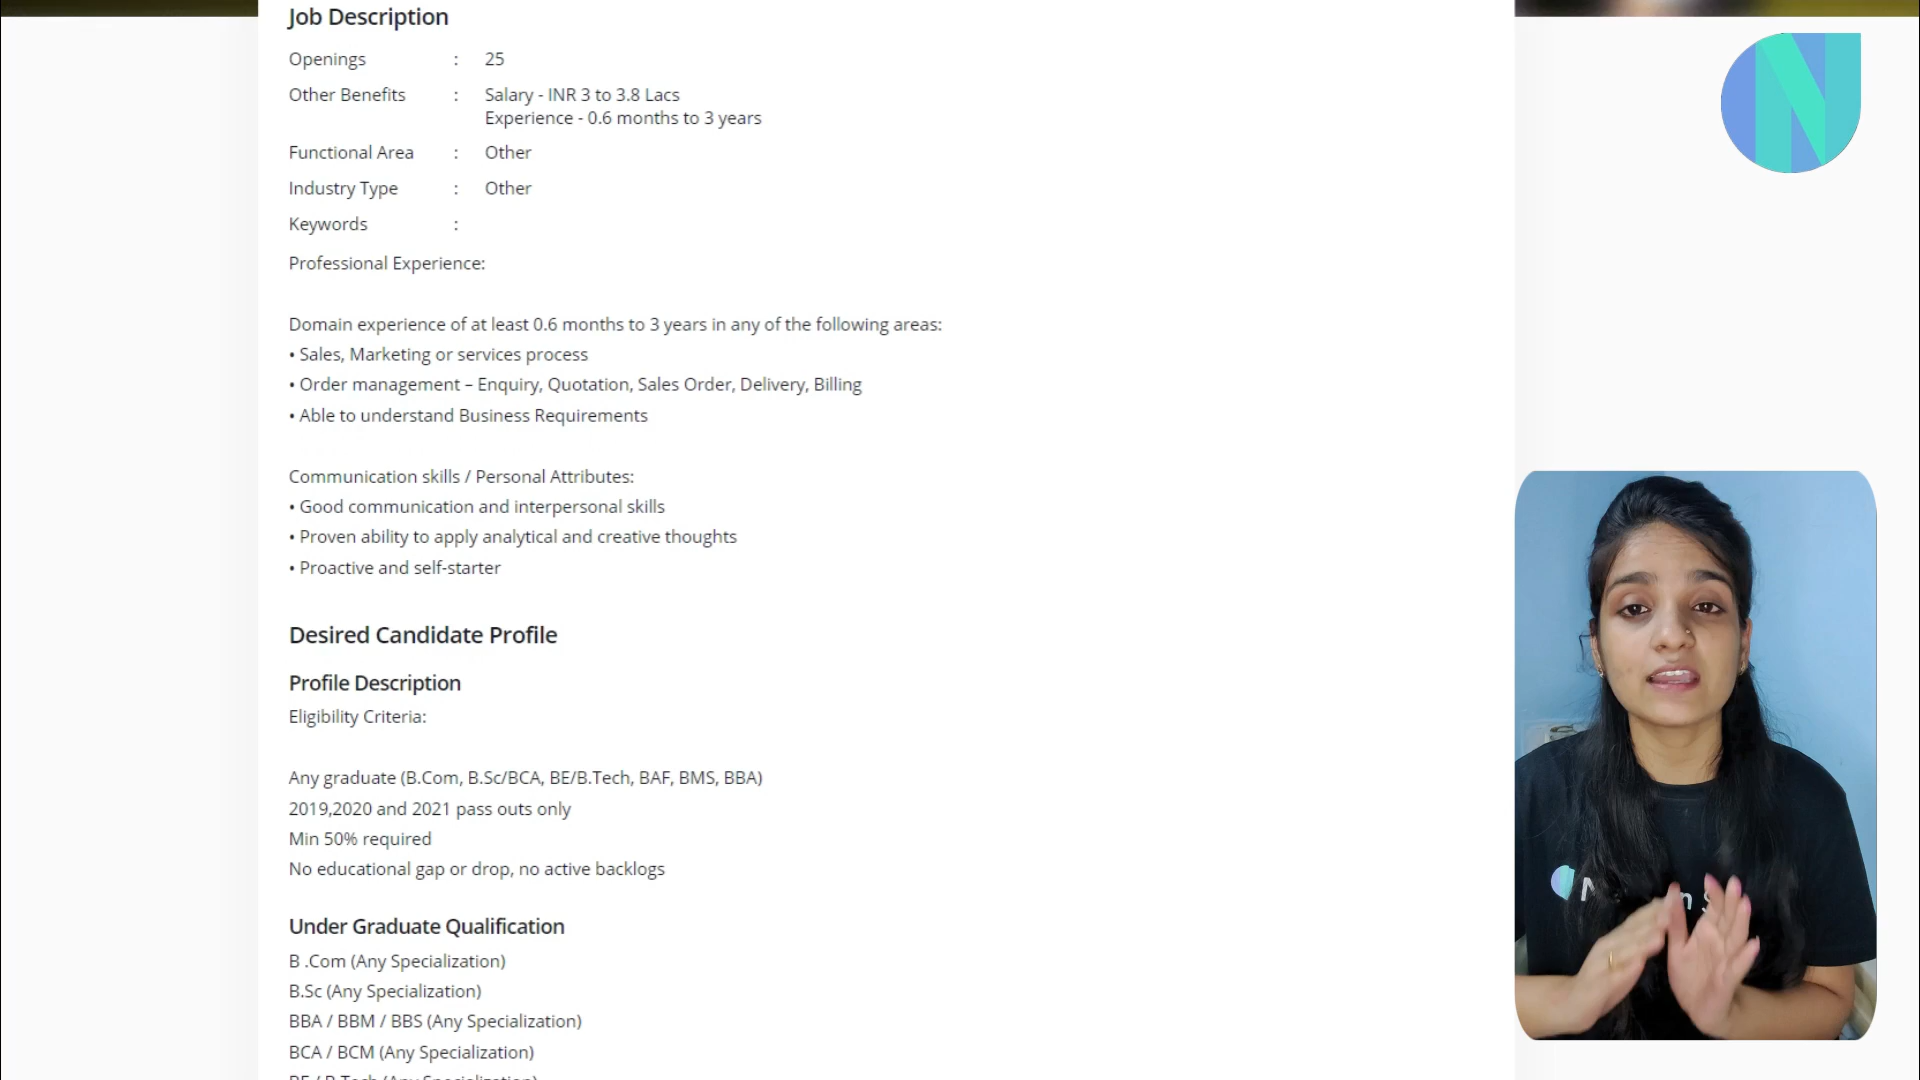 Job Description
Openings : 25
Other Benefits : Salary - INR 3 to 3.8 Lacs
Experience - 0.6 months to 3 years
Functional Area : Other
Industry Type : Other
Keywords :
Professional Experience:
Domain experience of at least 0.6 months to 3 years in any of the following areas:
• Sales, Marketing or services process
• Order management – Enquiry, Quotation, Sales Order, Delivery, Billing
• Able to understand Business Requirements
Communication skills / Personal Attributes:
• Good communication and interpersonal skills
• Proven ability to apply analytical and creative thoughts
• Proactive and self-starter
Desired Candidate Profile
Profile Description
Eligibility Criteria:
Any graduate (B.Com, B.Sc/BCA, BE/B.Tech, BAF, BMS, BBA)
2019,2020 and 2021 pass outs only
Min 50% required
No educational gap or drop, no active backlogs
Under Graduate Qualification
B .Com (Any Specialization)
B.Sc (Any Specialization)
BBA / BBM / BBS (Any Specialization)
BCA / BCM (Any Specialization)
BE / B.Tech (Any Specialization)